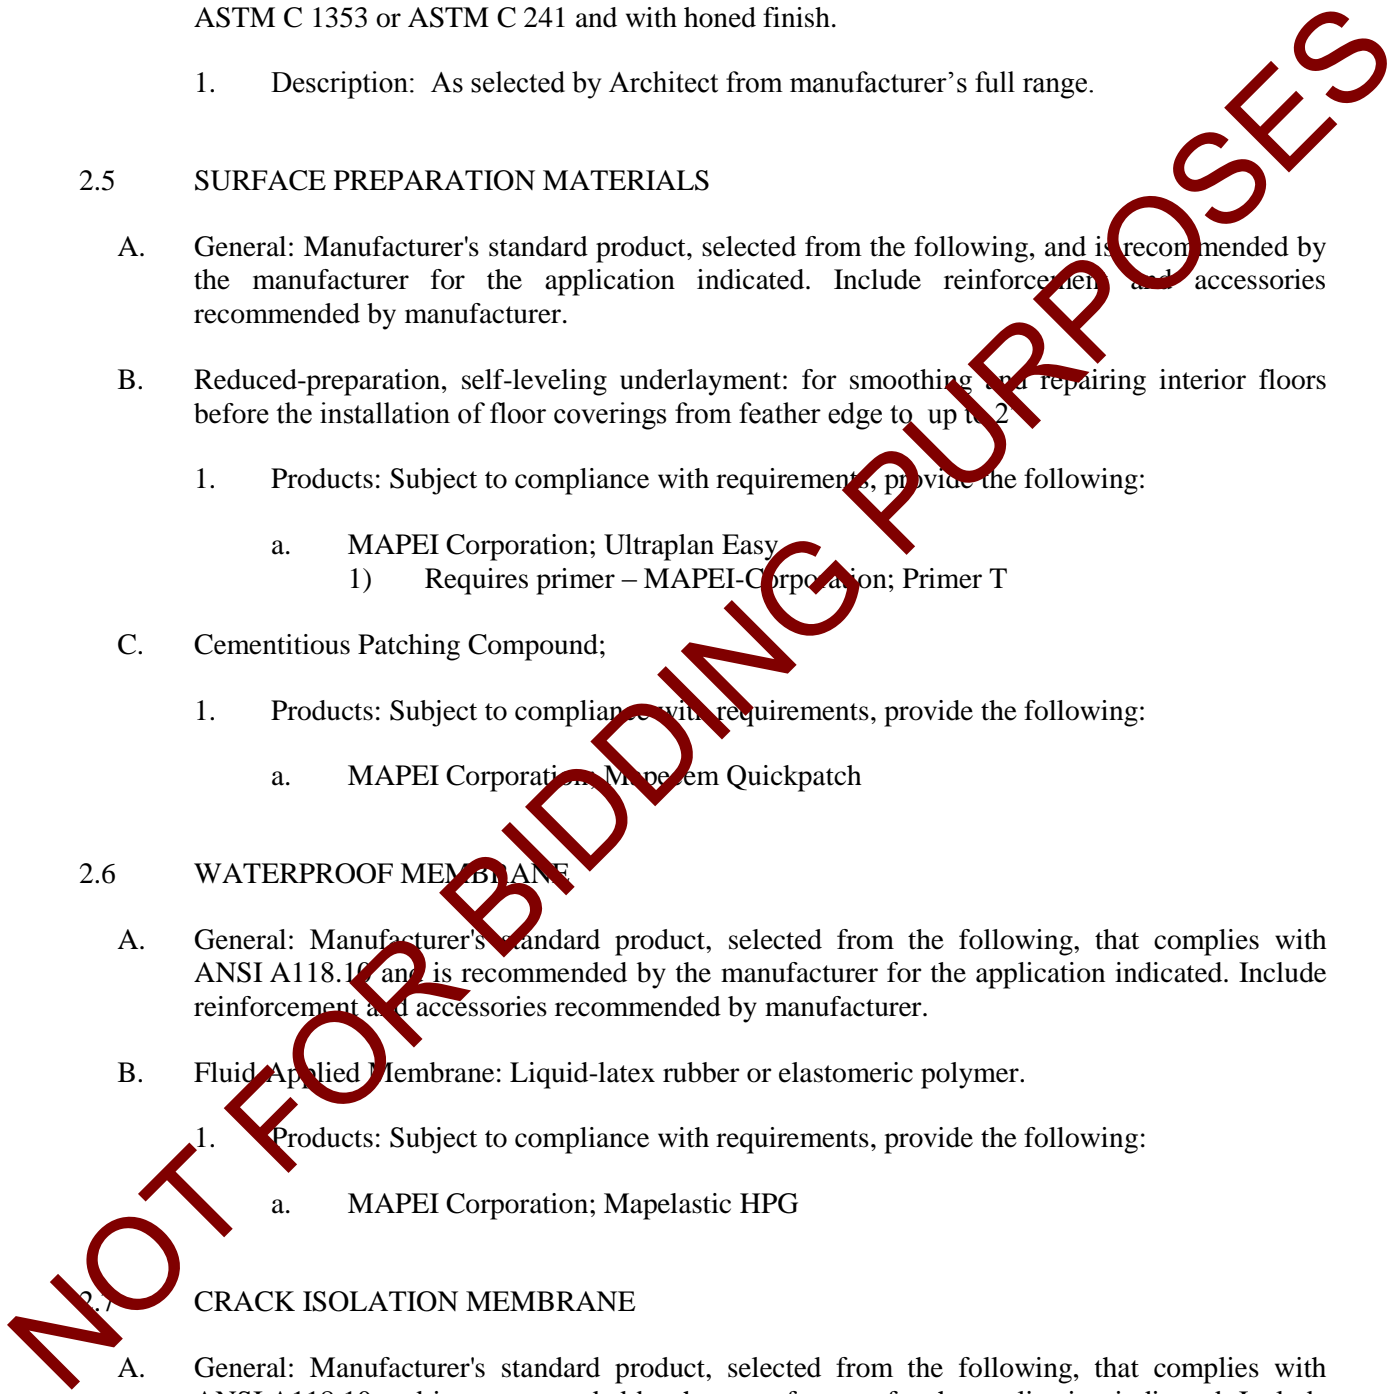 ASTM C 1353 or ASTM C 241 and with honed finish.
1. Description: As selected by Architect from manufacturer's full range.
2.5 SURFACE PREPARATION MATERIALS
A. General: Manufacturer's standard product, selected from the following, and is recommended by
the manufacturer for the application indicated. Include reinforcement and accessories
recommended by manufacturer.
B. Reduced-preparation, self-leveling underlayment: for smoothing and repairing interior floors
before the installation of floor coverings from feather edge to up to 2
1. Products: Subject to compliance with requirements, provide the following:
a. MAPEI Corporation; Ultraplan Easy
1) Requires primer – MAPEI-Corporation; Primer T
C. Cementitious Patching Compound;
1. Products: Subject to compliance with requirements, provide the following:
a. MAPEI Corporation; Mapecem Quickpatch
2.6 WATERPROOF MEMBRANE
A. General: Manufacturer's standard product, selected from the following, that complies with
ANSI A118.10 and is recommended by the manufacturer for the application indicated. Include
reinforcement and accessories recommended by manufacturer.
B. Fluid-Applied Membrane: Liquid-latex rubber or elastomeric polymer.
1. Products: Subject to compliance with requirements, provide the following:
a. MAPEI Corporation; Mapelastic HPG
2.7 CRACK ISOLATION MEMBRANE
A. General: Manufacturer's standard product, selected from the following, that complies with
NOT FOR BIDDING PURPOSES